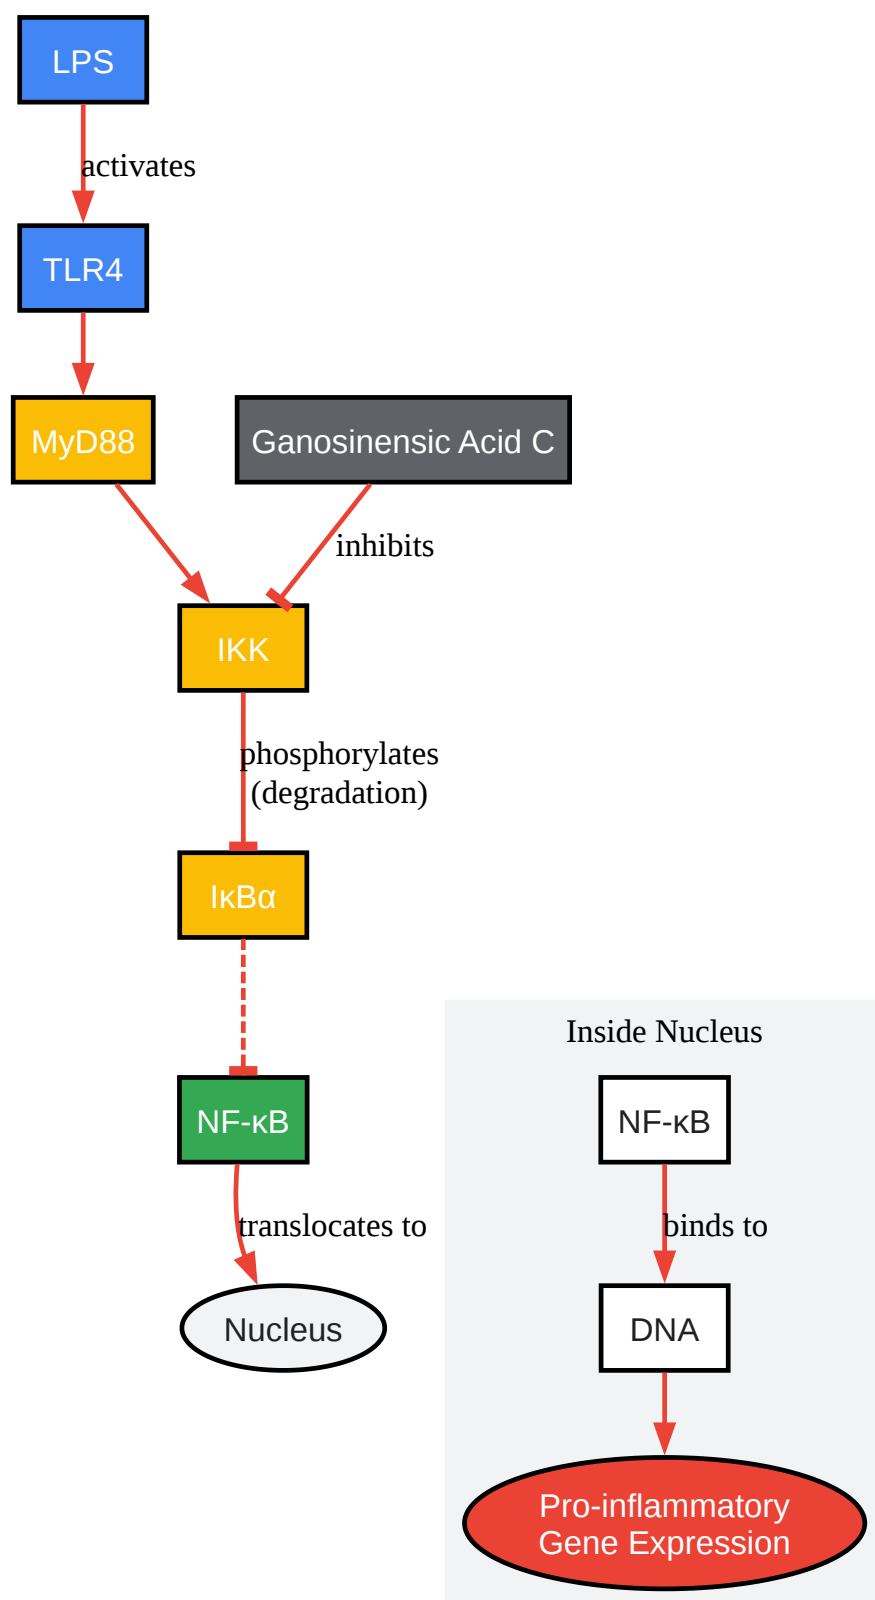 LPS
activates
TLR4
MyD88
Ganosinensic Acid C
inhibits
IKK
phosphorylates
(degradation)
IκBα
NF-κB
translocates to
Nucleus
Inside Nucleus
NF-κB
binds to
DNA
Pro-inflammatory
Gene Expression